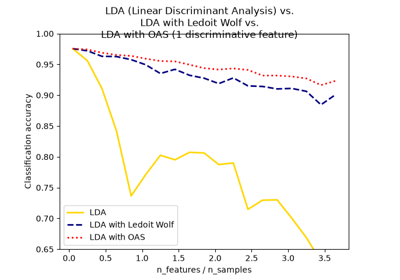 LDA (Linear Discriminant Analysis) vs.
LDA with Ledoit Wolf vs.
LDA with OAS (1 discriminative feature)
1.00
0.95
0.90
0.85
0.80
0.75
0.70
0.65
Classification accuracy
LDA
LDA with Ledoit Wolf
LDA with OAS
0.0 0.5 1.0 1.5 2.0 2.5 3.0 3.5
n_features / n_samples